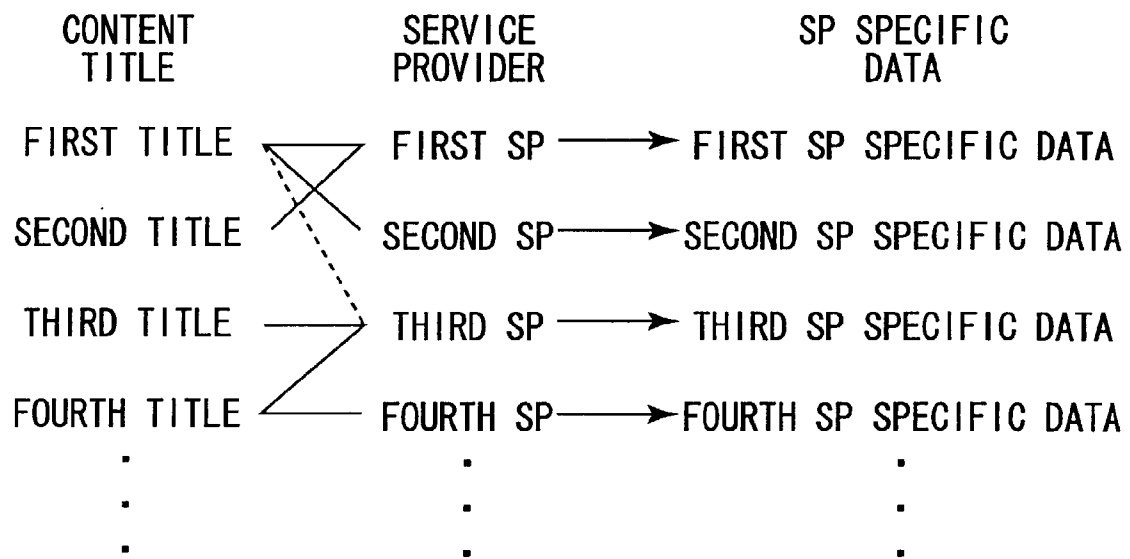 CONTENT TITLE
SERVICE PROVIDER
SP SPECIFIC DATA
FIRST TITLE
FIRST SP
FIRST SP SPECIFIC DATA
SECOND TITLE
SECOND SP
SECOND SP SPECIFIC DATA
THIRD TITLE
THIRD SP
THIRD SP SPECIFIC DATA
FOURTH TITLE
FOURTH SP
FOURTH SP SPECIFIC DATA